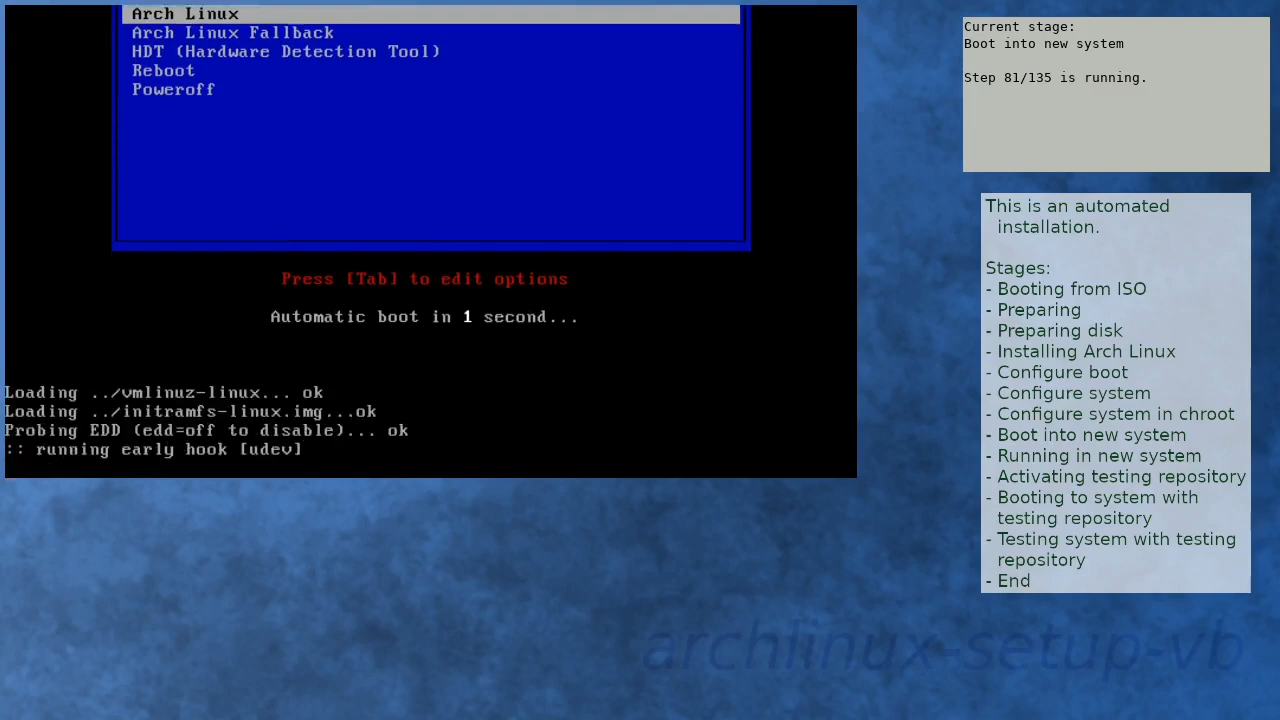 Arch Linux
Arch Linux Fallback
HDT (Hardware Detection Tool)
Reboot
Poweroff
Press [Tab] to edit options
Automatic boot in 1 second...
Loading ../vmlinuz-linux... ok
Loading ../initramfs-linux.img...ok
Probing EDD (edd=off to disable)... ok
:: running early hook [udev]
Current stage:
Boot into new system
Step 81/135 is running.
This is an automated
installation.
Stages:
- Booting from ISO
- Preparing
- Preparing disk
- Installing Arch Linux
- Configure boot
- Configure system
- Configure system in chroot
- Boot into new system
- Running in new system
- Activating testing repository
- Booting to system with
testing repository
- Testing system with testing
repository
- End
archlinux-setup-vb